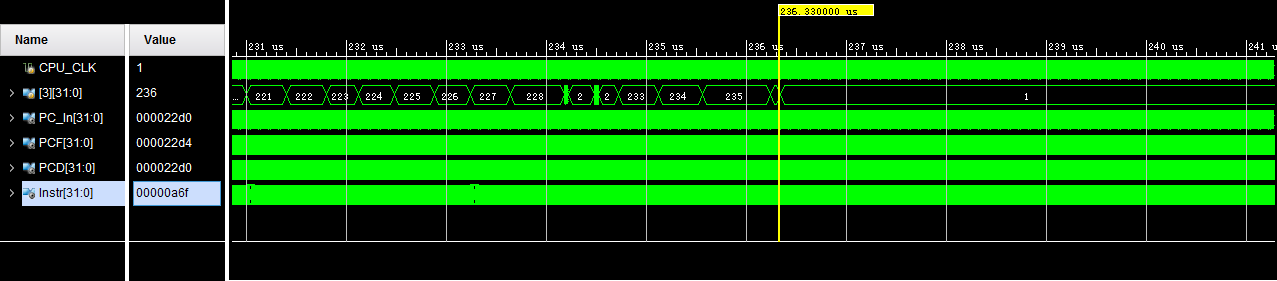 236.330000 us
Name Value
231 us 232 us 233 us 234 us 235 us 236 us 237 us 238 us 239 us 240 us 241
CPU_CLK 1
[3][31:0] 236 ... 221 222 223 224 225 226 227 228 2 2 233 234 235 1
PC_In[31:0] 000022d0
PCF[31:0] 000022d4
PCD[31:0] 000022d0
Instr[31:0] 00000a6f